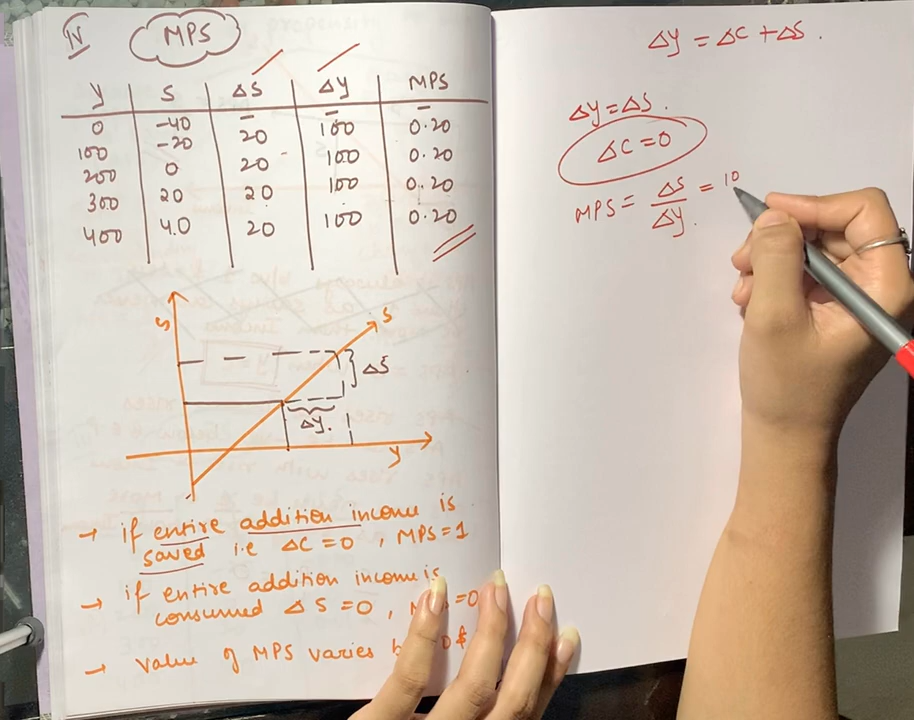 IV MPS
Y S ΔS ΔY MPS
0 -40 - - -
100 -20 20 100 0.20
200 0 20 100 0.20
300 20 20 100 0.20
400 40 20 100 0.20
S
S
ΔS
ΔY.
Y
→ if entire addition income is
saved i.e ΔC = 0 , MPS = 1
→ if entire addition income is
consumed ΔS = 0 , = 0
→ Value of MPS varies 0 &
ΔY = ΔC + ΔS .
ΔY = ΔS .
ΔC = 0
MPS = ΔS = 10
ΔY.